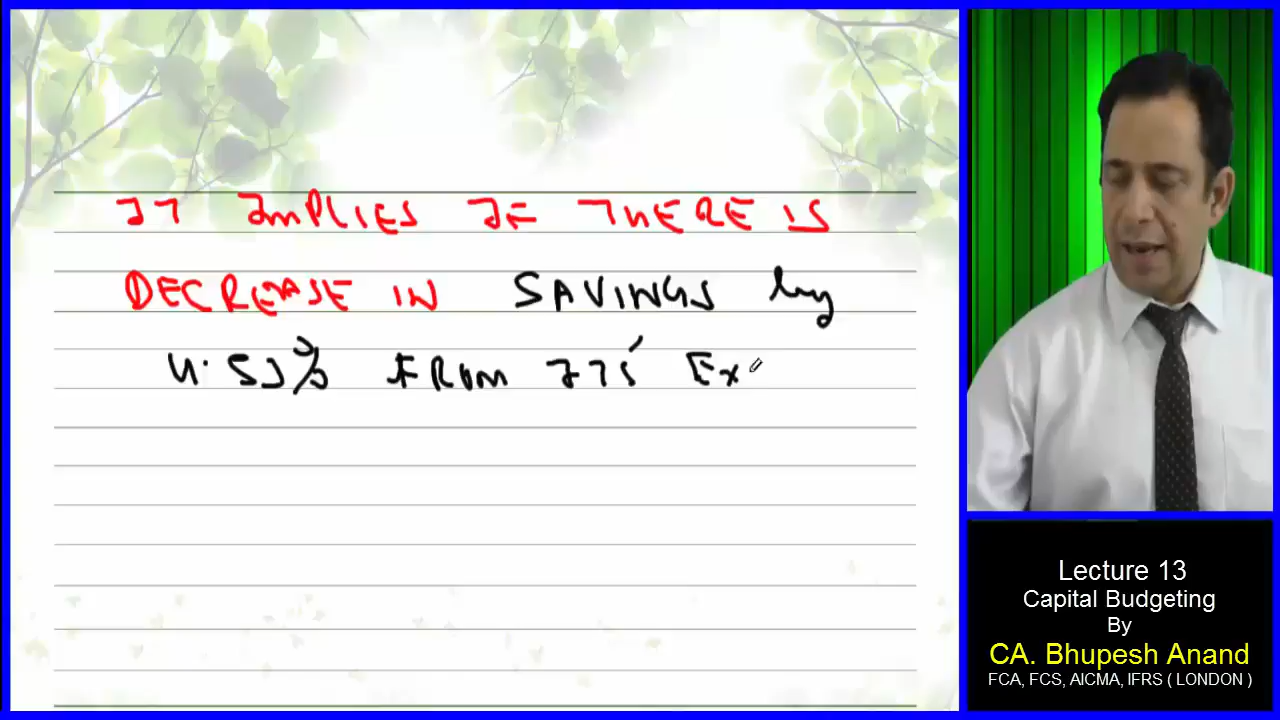 IT IMPLIES IF THERE IS
DECREASE IN SAVINGS by
4.53% FROM ITS Ex
Lecture 13
Capital Budgeting
By
CA. Bhupesh Anand
FCA, FCS, AICMA, IFRS ( LONDON )